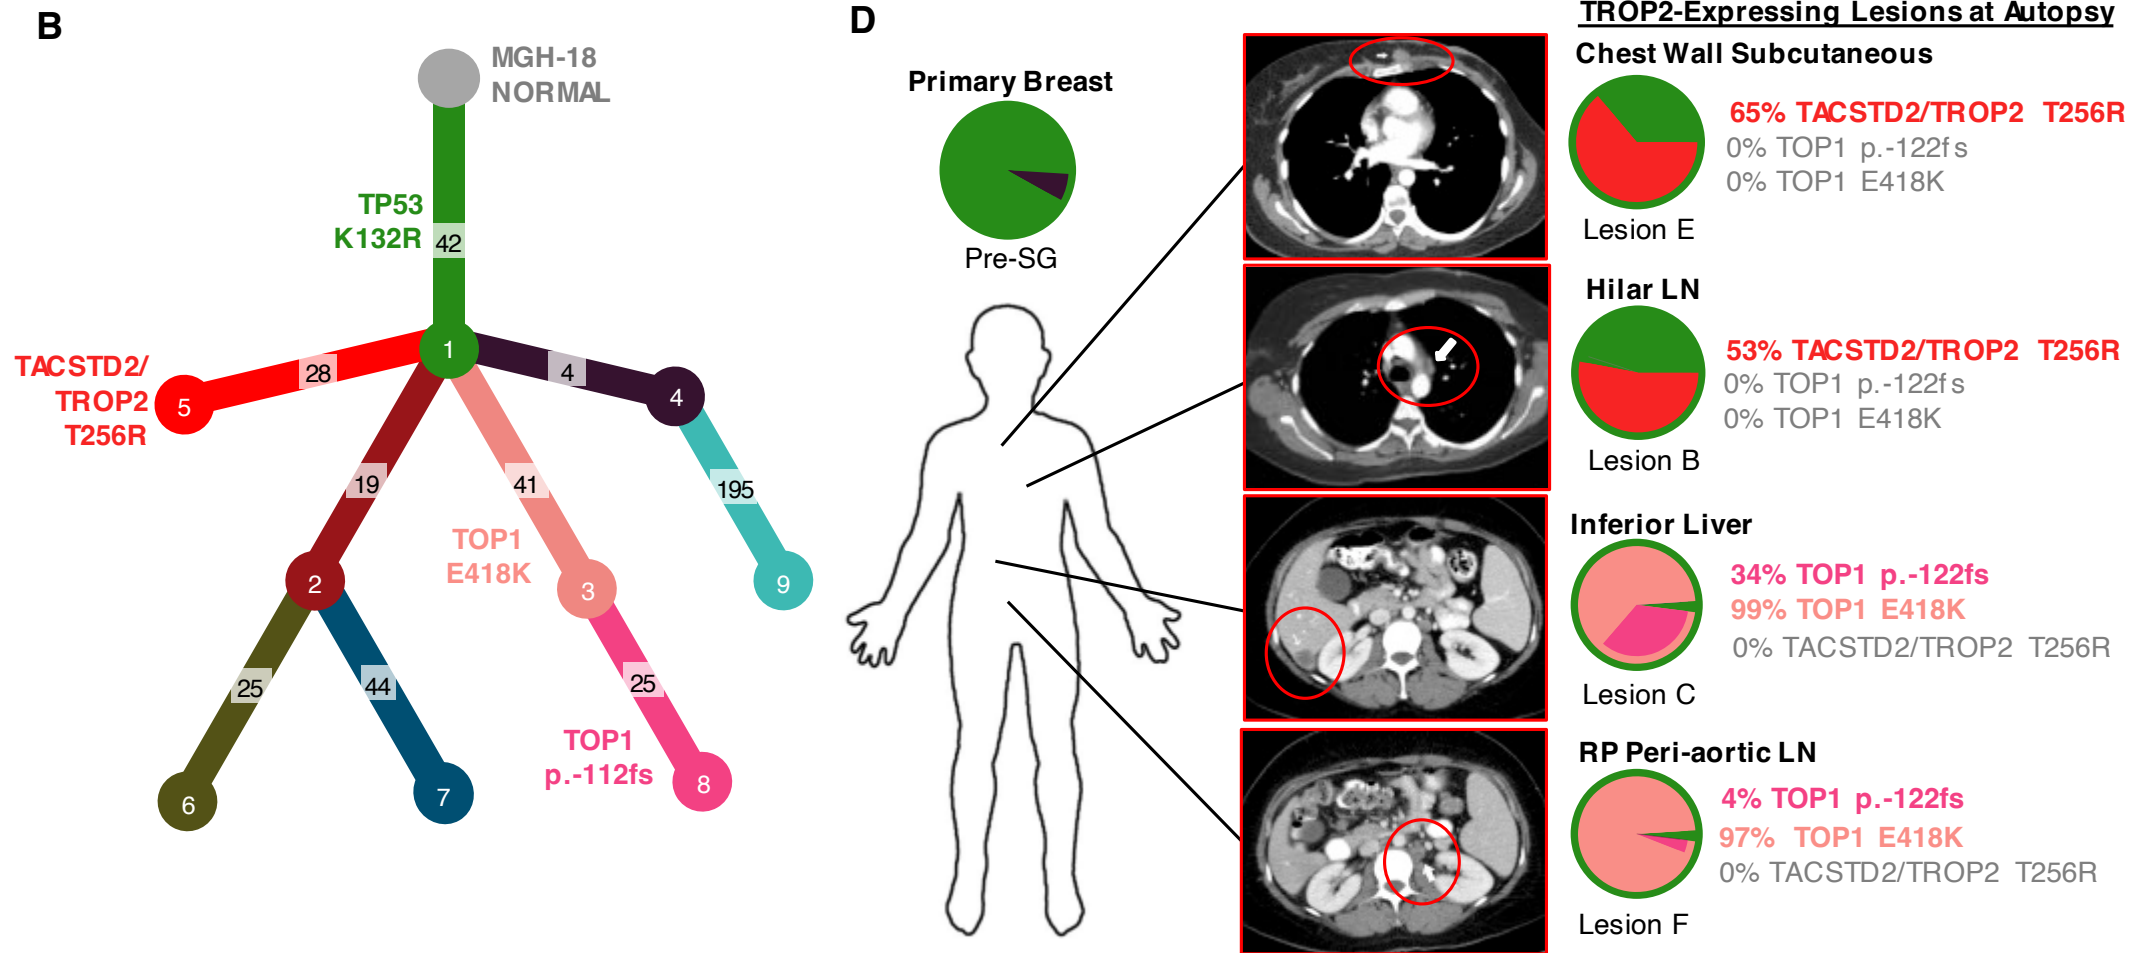 B
MGH-18
NORMAL
TP53
K132R
42
1
28
4
TACSTD2/
TROP2
T256R
5
4
19
41
195
TOP1
E418K
2
3
9
25
44
25
TOP1
p.-112fs
6
7
8
D
Primary Breast
Pre-SG
TROP2-Expressing Lesions at Autopsy
Chest Wall Subcutaneous
65% TACSTD2/TROP2 T256R
0% TOP1 p.-122fs
0% TOP1 E418K
Lesion E
Hilar LN
53% TACSTD2/TROP2 T256R
0% TOP1 p.-122fs
0% TOP1 E418K
Lesion B
Inferior Liver
34% TOP1 p.-122fs
99% TOP1 E418K
0% TACSTD2/TROP2 T256R
Lesion C
RP Peri-aortic LN
4% TOP1 p.-122fs
97% TOP1 E418K
0% TACSTD2/TROP2 T256R
Lesion F